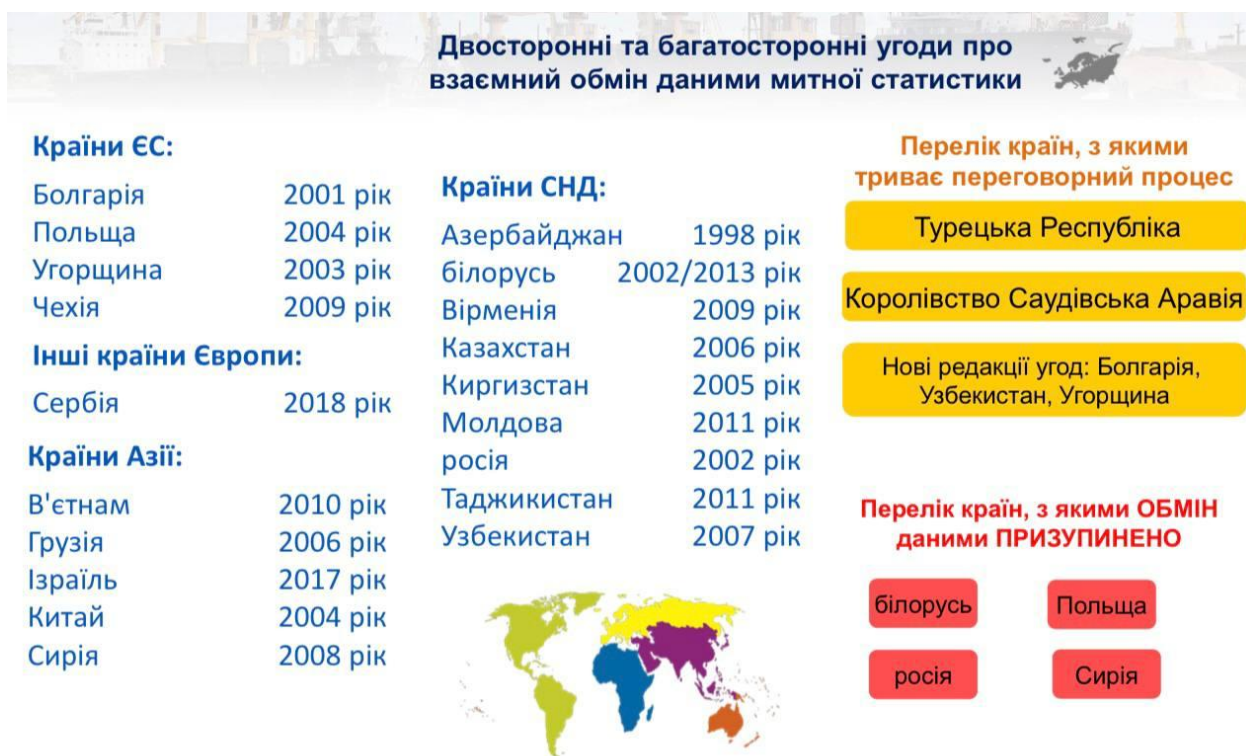 Двосторонні та багатосторонні угоди про
взаємний обмін даними митної статистики
Країни ЄС:
Болгарія 2001 рік
Польща 2004 рік
Угорщина 2003 рік
Чехія 2009 рік
Інші країни Європи:
Сербія 2018 рік
Країни Азії:
В'єтнам 2010 рік
Грузія 2006 рік
Ізраїль 2017 рік
Китай 2004 рік
Сирія 2008 рік
Країни СНД:
Азербайджан 1998 рік
білорусь 2002/2013 рік
Вірменія 2009 рік
Казахстан 2006 рік
Киргизстан 2005 рік
Молдова 2011 рік
росія 2002 рік
Таджикистан 2011 рік
Узбекистан 2007 рік
Перелік країн, з якими
триває переговорний процес
Турецька Республіка
Королівство Саудівська Аравія
Нові редакції угод: Болгарія,
Узбекистан, Угорщина
Перелік країн, з якими ОБМІН
даними ПРИЗУПИНЕНО
білорусь Польща
росія Сирія